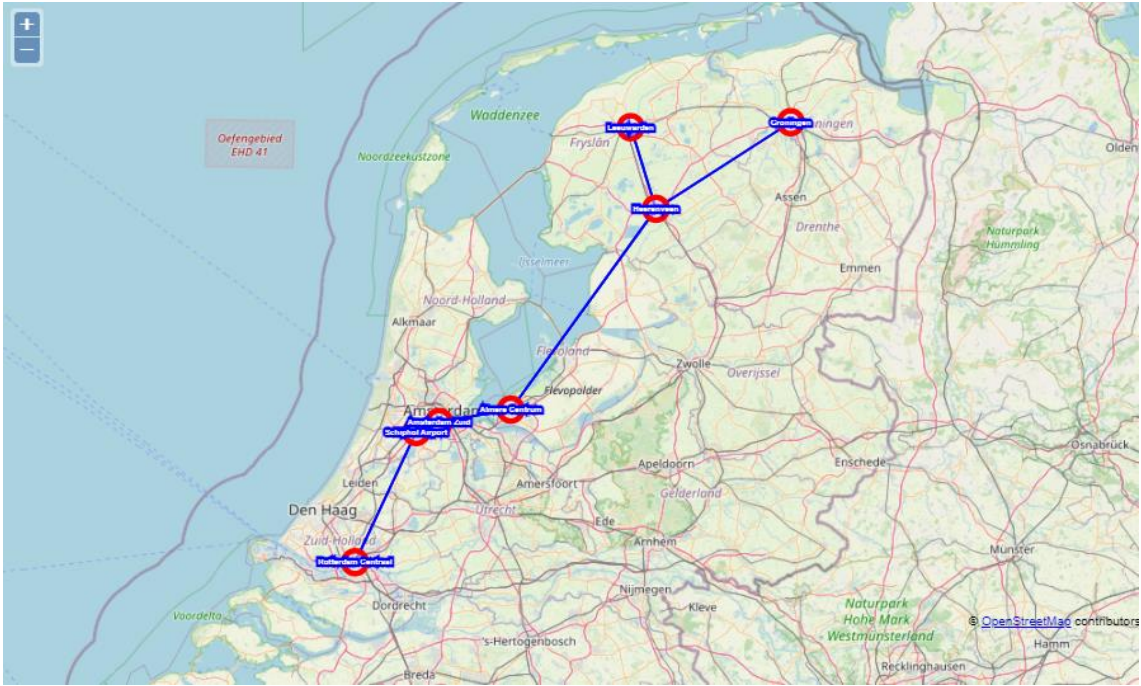 +
−
Waddenzee
Oefengebied
EHD 41
Noordzeekustzone
Leeuwarden
Fryslân
Groningen
Heerenveen
Assen
Drenthe
Olden
Naturpark
Hümmling
IJsselmeer
Emmen
Noord-Holland
Alkmaar
Flevoland
Zwolle
Overijssel
Flevopolder
Almere Centrum
Amsterdam Zuid
Schiphol Airport
Osnabrück
Enschede
Apeldoorn
Leiden
Amersfoort
Gelderland
Den Haag
Utrecht
Ede
Arnhem
Zuid-Holland
Münster
Rotterdam Centraal
Nijmegen
Dordrecht
Kleve
Voordelta
Naturpark
Hohe Mark
Westmünsterland
© OpenStreetMap contributors
's-Hertogenbosch
Hamm
Recklinghausen
Breda